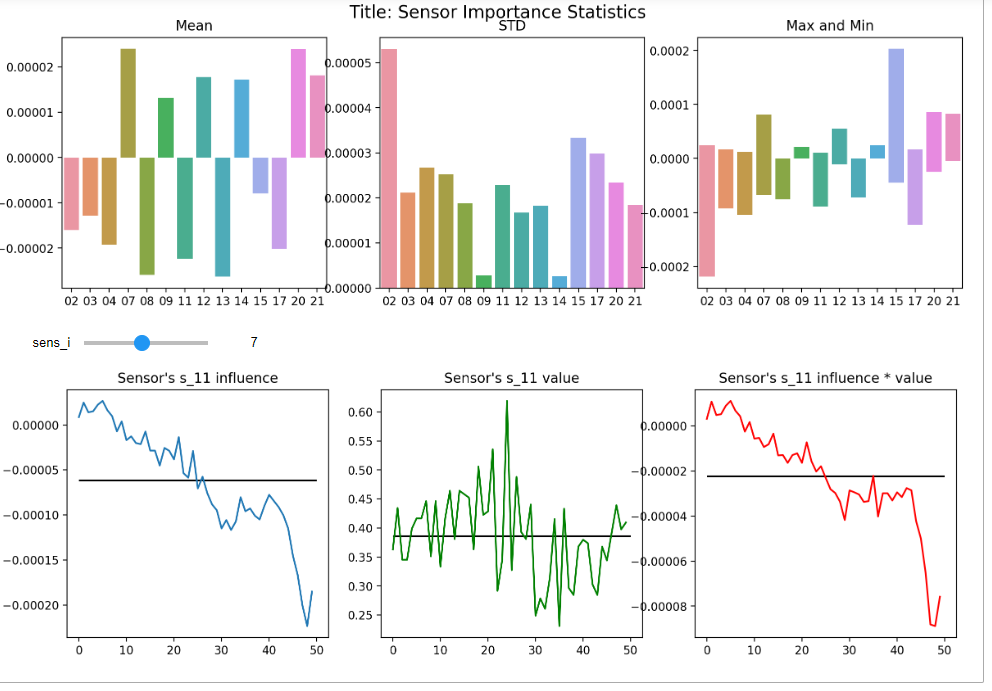 Title: Sensor Importance Statistics
Mean
STD
Max and Min
0.00002
0.00001
0.00000
−0.00001
−0.00002
02 03 04 07 08 09 11 12 13 14 15 17 20 21
0.00005
0.00004
0.00003
0.00002
0.00001
0.00000
02 03 04 07 08 09 11 12 13 14 15 17 20 21
0.0002
0.0001
0.0000
−0.0001
−0.0002
02 03 04 07 08 09 11 12 13 14 15 17 20 21
sens_i 7
Sensor's s_11 influence
Sensor's s_11 value
Sensor's s_11 influence * value
0.00000
−0.00005
−0.00010
−0.00015
−0.00020
0 10 20 30 40 50
0.60
0.55
0.50
0.45
0.40
0.35
0.30
0.25
0 10 20 30 40 50
0.00000
−0.00002
−0.00004
−0.00006
−0.00008
0 10 20 30 40 50